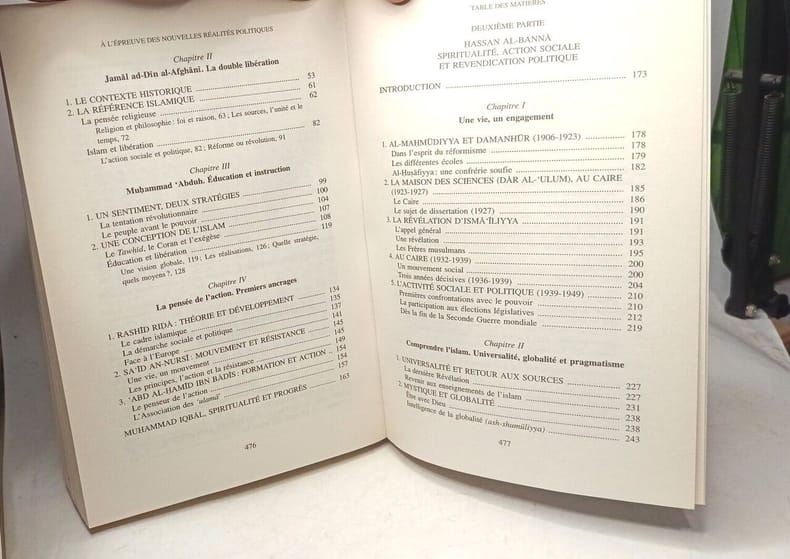 À L'ÉPREUVE DES NOUVELLES RÉALITÉS POLITIQUES
Chapitre II
Jamâl ad-Dîn al-Afghânî. La double libération
1. LE CONTEXTE HISTORIQUE 53
2. LA RÉFÉRENCE ISLAMIQUE 61
La pensée religieuse 62
Religion et philosophie : foi et raison, 63 ; Les sources, l'unité et le
temps, 72
Islam et libération 82
L'action sociale et politique, 82 ; Réforme ou révolution, 91
Chapitre III
Muḥammad 'Abduh. Éducation et instruction
1. UN SENTIMENT, DEUX STRATÉGIES 99
La tentation révolutionnaire 100
Le peuple avant le pouvoir 104
2. UNE CONCEPTION DE L'ISLAM 107
Le Tawhîd, le Coran et l'exégèse 108
Éducation et libération 119
Une vision globale, 119 ; Les réalisations, 126 ; Quelle stratégie,
quels moyens ?, 128
Chapitre IV
La pensée de l'action. Premiers ancrages
1. RASHÎD RIDÂ : THÉORIE ET DÉVELOPPEMENT 134
Le cadre islamique 135
La démarche sociale et politique 137
Face à l'Europe 141
2. SA'ÎD AN-NURSÎ : MOUVEMENT ET RÉSISTANCE 145
Une vie, un mouvement 145
Les principes, l'action et la résistance 149
3. 'ABD AL-HAMÎD IBN BÂDÎS : FORMATION ET ACTION 154
Le penseur de l'action 154
L'Association des 'ulamâ' 157
MUHAMMAD IQBÂL, SPIRITUALITÉ ET PROGRÈS 163
476
TABLE DES MATIÈRES
DEUXIÈME PARTIE
HASSAN AL-BANNÂ
SPIRITUALITÉ, ACTION SOCIALE
ET REVENDICATION POLITIQUE
INTRODUCTION 173
Chapitre I
Une vie, un engagement
1. AL-MAHMÛDIYYA ET DAMANHÛR (1906-1923) 178
Dans l'esprit du réformisme 178
Les différentes écoles 179
Al-Ḥuṣâfiyya : une confrérie soufie 182
2. LA MAISON DES SCIENCES (DÂR AL-'ULUM), AU CAIRE
(1923-1927) 185
Le Caire 186
Le sujet de dissertation (1927) 190
3. LA RÉVÉLATION D'ISMÂ'ÎLIYYA 191
L'appel général 191
Une révélation 193
Les Frères musulmans 195
4. AU CAIRE (1932-1939) 200
Un mouvement social 200
Trois années décisives (1936-1939) 204
5. L'ACTIVITÉ SOCIALE ET POLITIQUE (1939-1949) 210
Premières confrontations avec le pouvoir 210
La participation aux élections législatives 212
Dès la fin de la Seconde Guerre mondiale 219
Chapitre II
Comprendre l'islam. Universalité, globalité et pragmatisme
1. UNIVERSALITÉ ET RETOUR AUX SOURCES 227
La dernière Révélation 227
Revenir aux enseignements de l'islam 231
2. MYSTIQUE ET GLOBALITÉ 238
Être avec Dieu 238
Intelligence de la globalité (ash-shumûliyya) 243
477